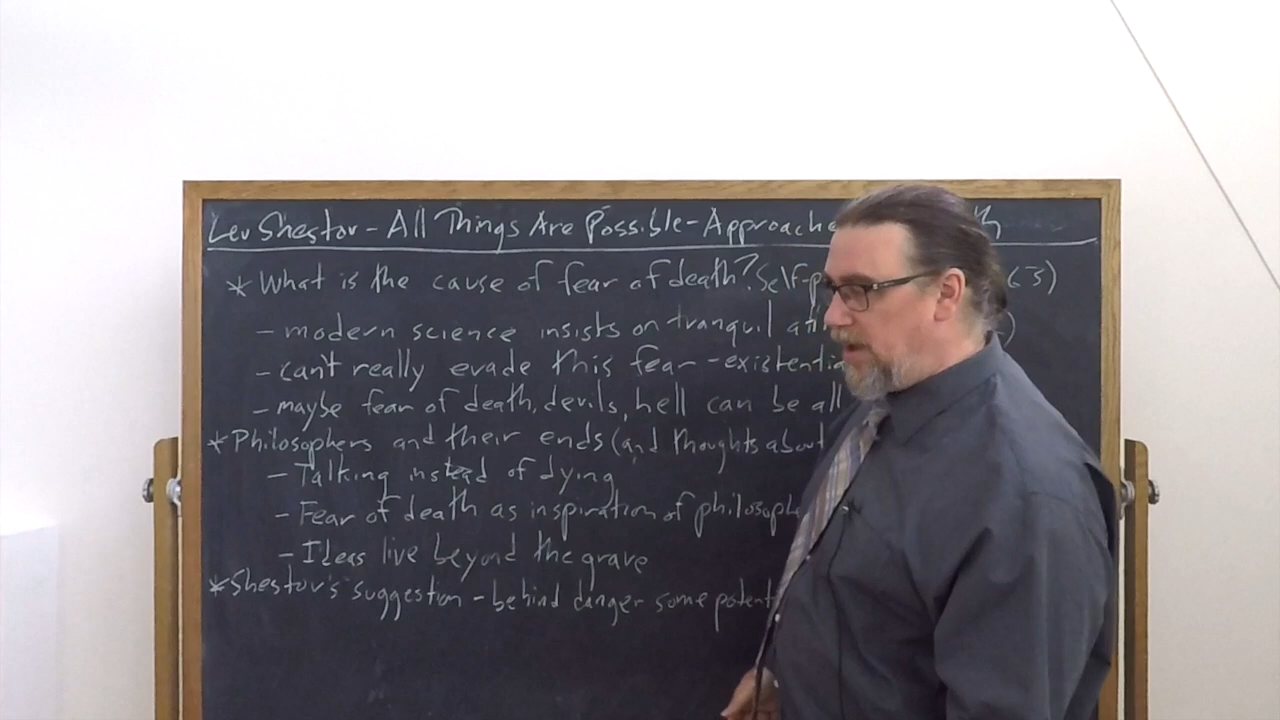 Lev Shestov - All Things Are Possible - Approache th
* What is the cause of fear of death? Self-p 63)
- modern science insists on tranquil att )
- can't really evade this fear - existentia
- maybe fear of death, devils, hell can be all
* Philosophers and their ends (and thoughts about
- Talking instead of dying
- Fear of death as inspiration of philosophe
- Ideas live beyond the grave
* Shestov's suggestion - behind danger some potent